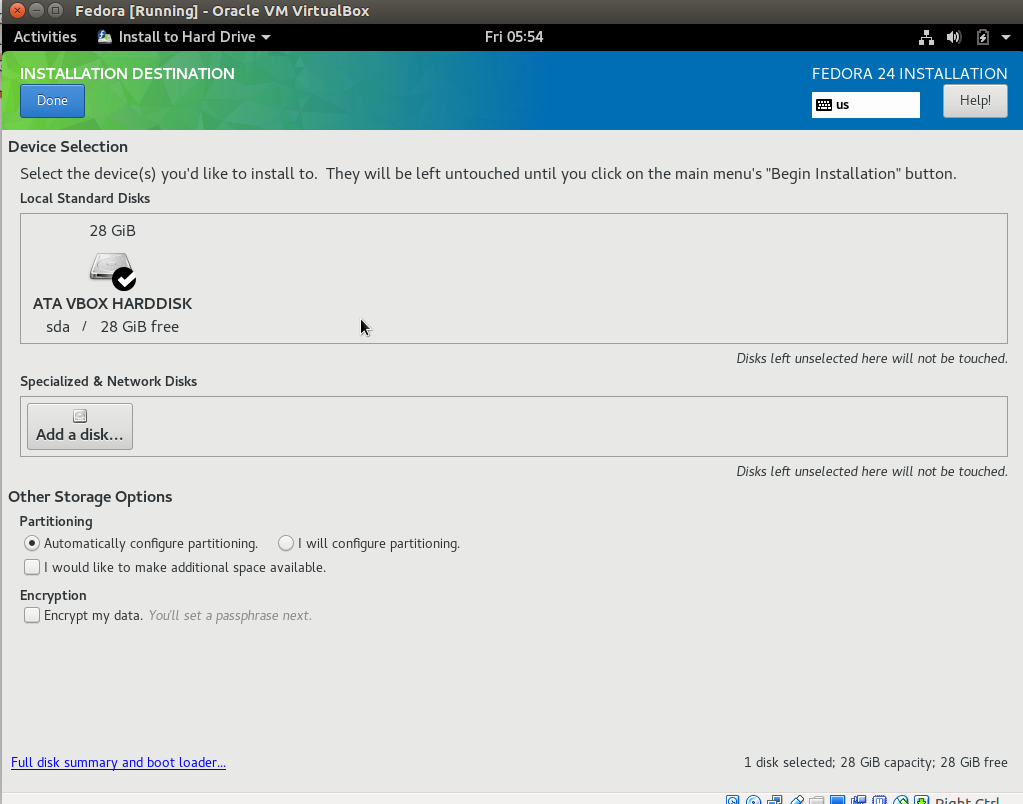 Fedora [Running] - Oracle VM VirtualBox
Activities Install to Hard Drive Fri 05:54
INSTALLATION DESTINATION FEDORA 24 INSTALLATION
Done us Help!
Device Selection
Select the device(s) you'd like to install to. They will be left untouched until you click on the main menu's "Begin Installation" button.
Local Standard Disks
28 GiB
ATA VBOX HARDDISK
sda / 28 GiB free
Disks left unselected here will not be touched.
Specialized & Network Disks
Add a disk...
Disks left unselected here will not be touched.
Other Storage Options
Partitioning
Automatically configure partitioning. I will configure partitioning.
I would like to make additional space available.
Encryption
Encrypt my data. You'll set a passphrase next.
Full disk summary and boot loader... 1 disk selected; 28 GiB capacity; 28 GiB free
Right Ctrl